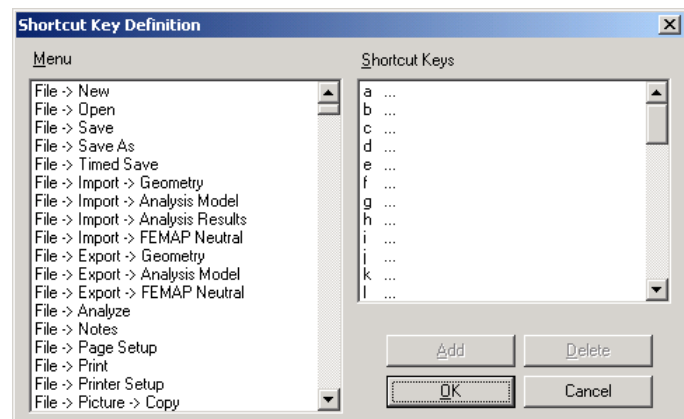 Shortcut Key Definition
Menu
File -> New
File -> Open
File -> Save
File -> Save As
File -> Timed Save
File -> Import -> Geometry
File -> Import -> Analysis Model
File -> Import -> Analysis Results
File -> Import -> FEMAP Neutral
File -> Export -> Geometry
File -> Export -> Analysis Model
File -> Export -> FEMAP Neutral
File -> Analyze
File -> Notes
File -> Page Setup
File -> Print
File -> Printer Setup
File -> Picture -> Copy
Shortcut Keys
a ...
b ...
c ...
d ...
e ...
f ...
g ...
h ...
i ...
j ...
k ...
l ...
Add
Delete
OK
Cancel